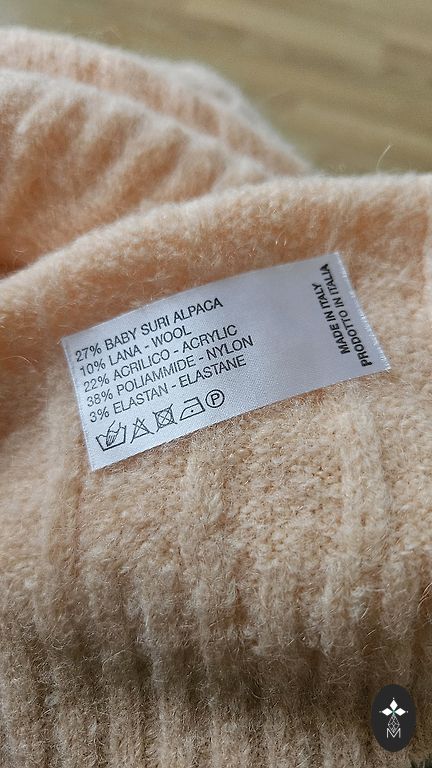 27% BABY SURI ALPACA
10% LANA - WOOL
22% ACRILICO - ACRYLIC
38% POLIAMMIDE - NYLON
3% ELASTAN - ELASTANE
P
MADE IN ITALY
PRODOTTO IN ITALIA
M